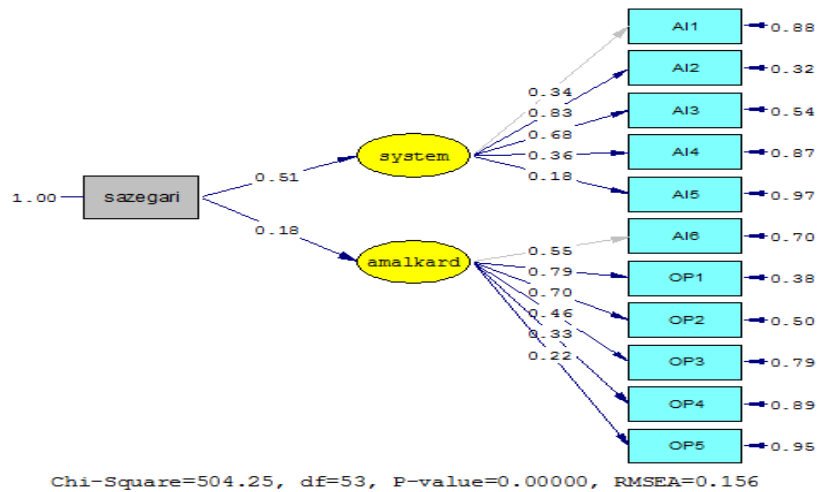 AI1
0.88
AI2
0.32
0.34
0.83
AI3
0.54
0.68
system
0.36
AI4
0.87
0.18
0.51
AI5
0.97
1.00
sazegari
0.18
AI6
0.70
0.55
amalkard
0.79
OP1
0.38
0.70
0.46
OP2
0.50
0.33
0.22
OP3
0.79
OP4
0.89
OP5
0.95
Chi-Square=504.25, df=53, P-value=0.00000, RMSEA=0.156